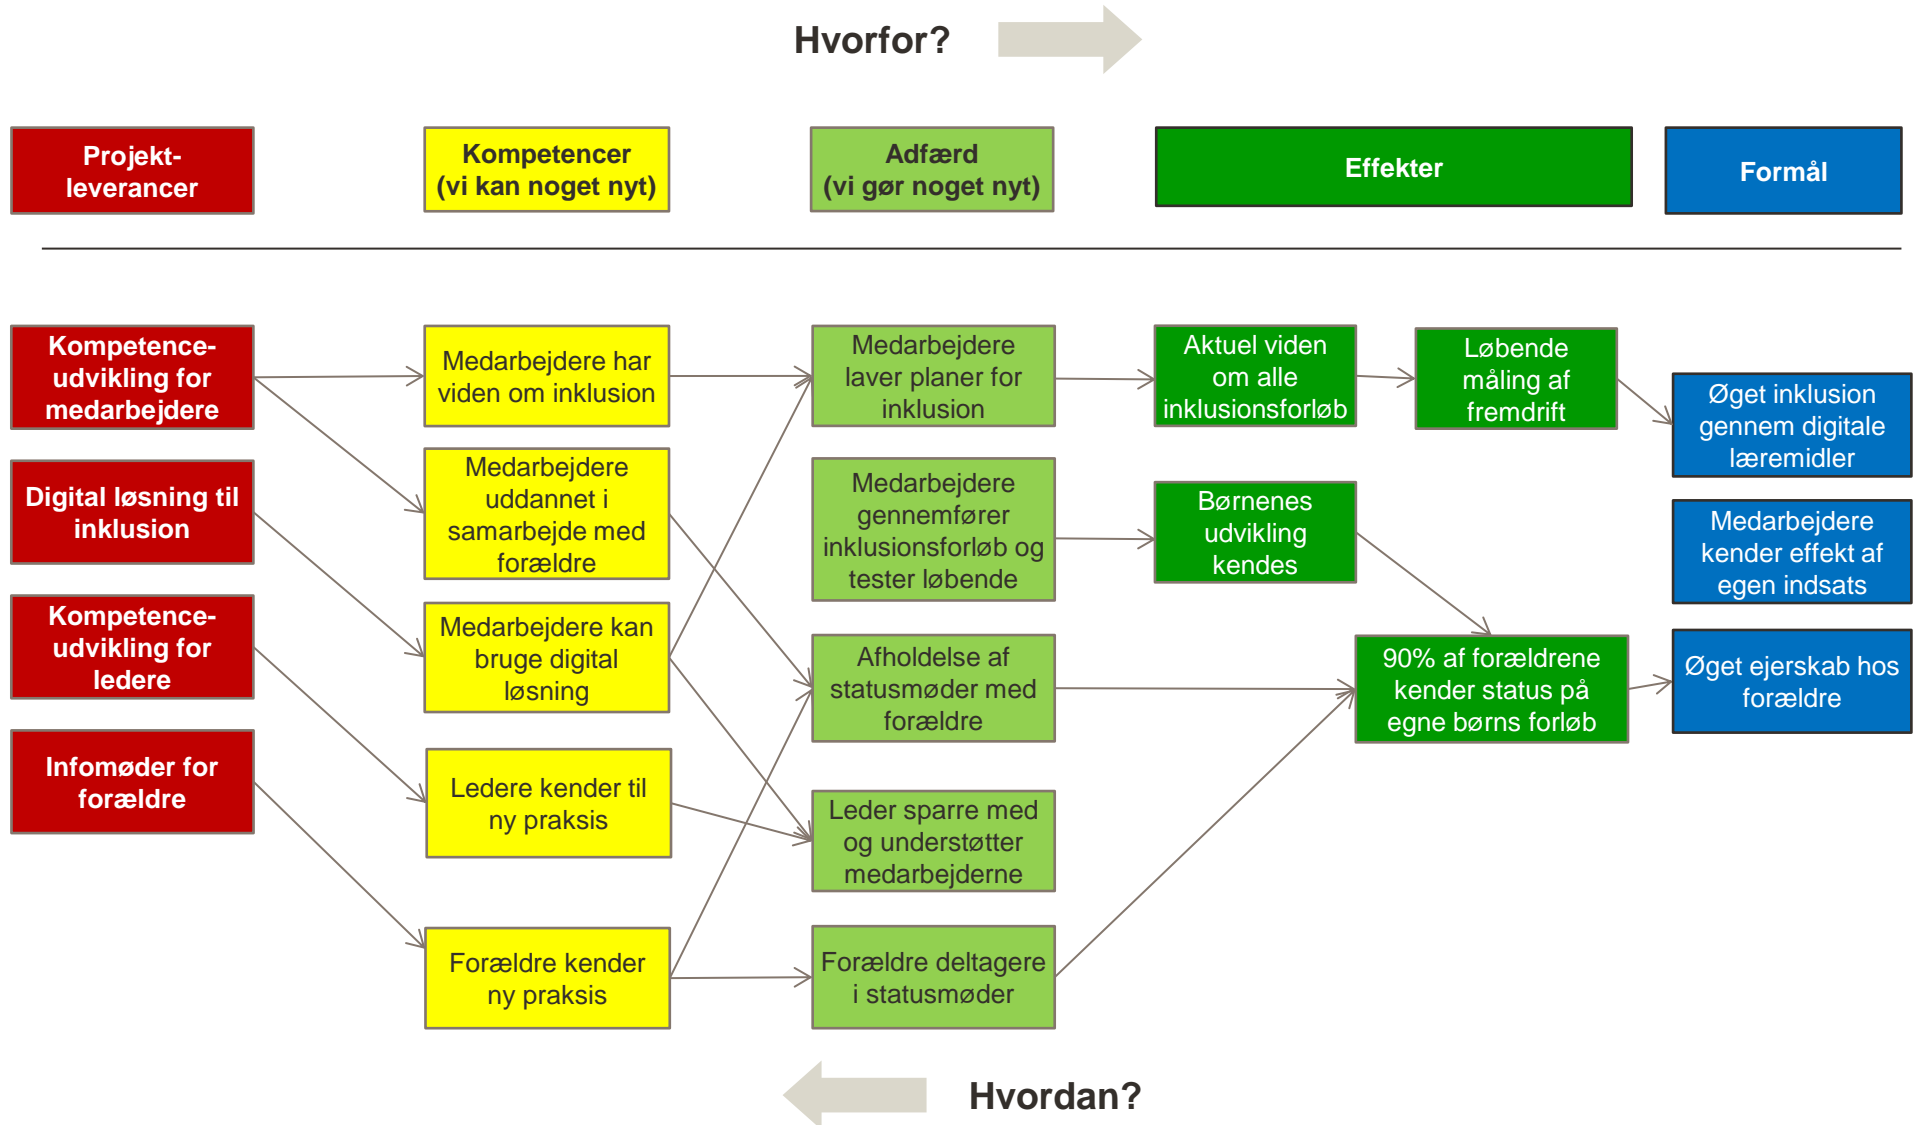 Hvorfor?
Projekt-
leverancer
Kompetencer
(vi kan noget nyt)
Adfærd
(vi gør noget nyt)
Effekter
Formål
Kompetence-
udvikling for
medarbejdere
Digital løsning til
inklusion
Kompetence-
udvikling for
ledere
Infomøder for
forældre
Medarbejdere har
viden om inklusion
Medarbejdere
uddannet i
samarbejde med
forældre
Medarbejdere kan
bruge digital
løsning
Ledere kender til
ny praksis
Forældre kender
ny praksis
Medarbejdere
laver planer for
inklusion
Medarbejdere
gennemfører
inklusionsforløb og
tester løbende
Afholdelse af
statusmøder med
forældre
Leder sparre med
og understøtter
medarbejderne
Forældre deltagere
i statusmøder
Aktuel viden
om alle
inklusionsforløb
Børnenes
udvikling
kendes
Løbende
måling af
fremdrift
90% af forældrene
kender status på
egne børns forløb
Øget inklusion
gennem digitale
læremidler
Medarbejdere
kender effekt af
egen indsats
Øget ejerskab hos
forældre
Hvordan?